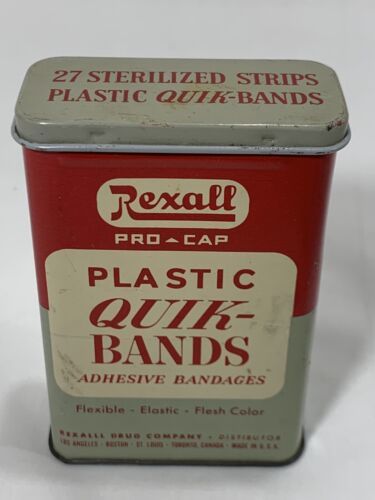 27 STERILIZED STRIPS
PLASTIC QUIK-BANDS
Rexall
PRO-CAP
PLASTIC
QUIK-
BANDS
ADHESIVE BANDAGES
Flexible - Elastic - Flesh Color
REXALL DRUG COMPANY • DISTRIBUTOR
LOS ANGELES - BOSTON - ST. LOUIS - TORONTO, CANADA - MADE IN U.S.A.